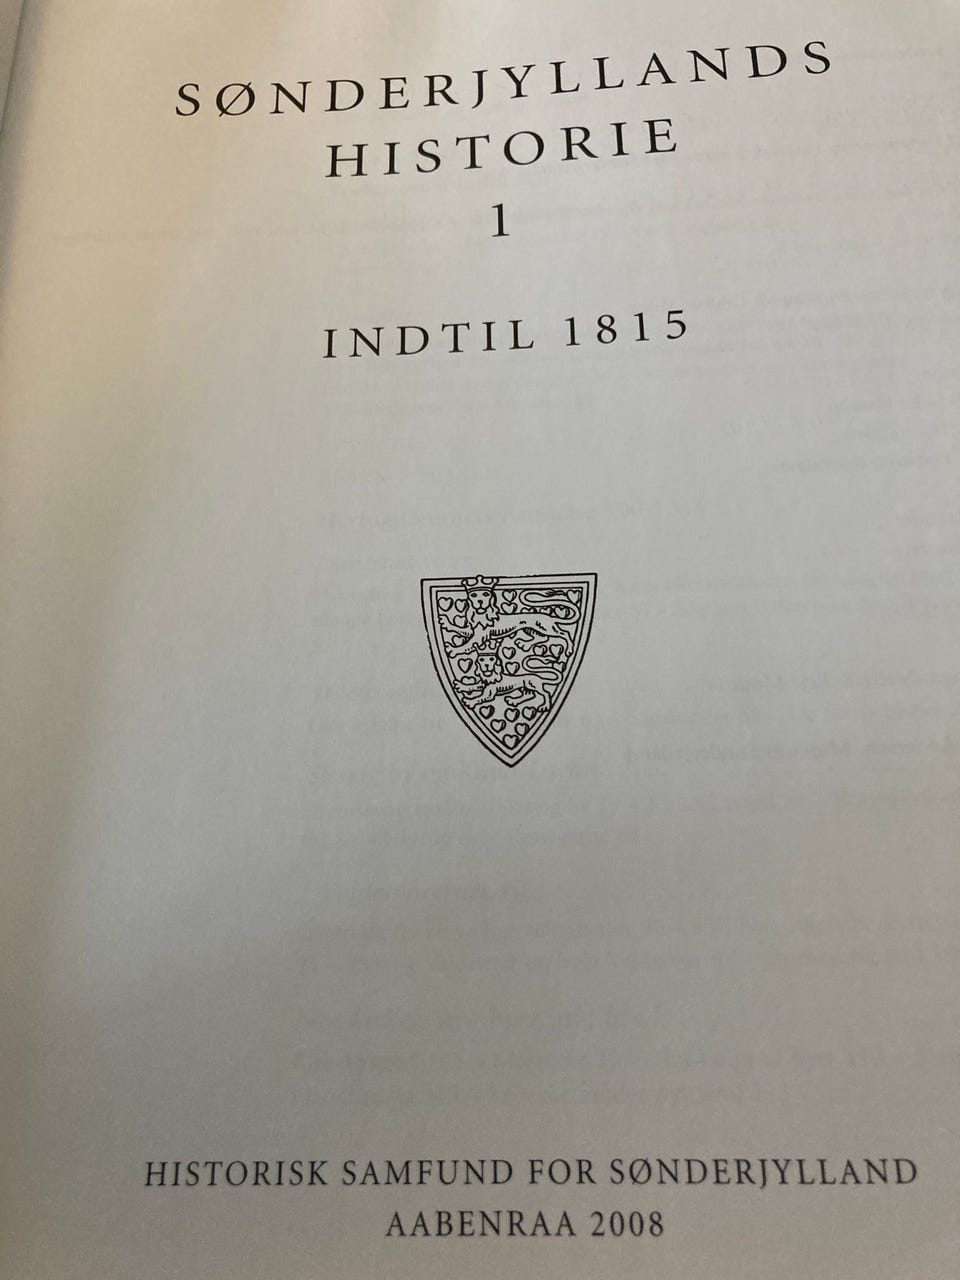 SØNDERJYLLANDS
HISTORIE
1
INDTIL 1815
HISTORISK SAMFUND FOR SØNDERJYLLAND
AABENRAA 2008